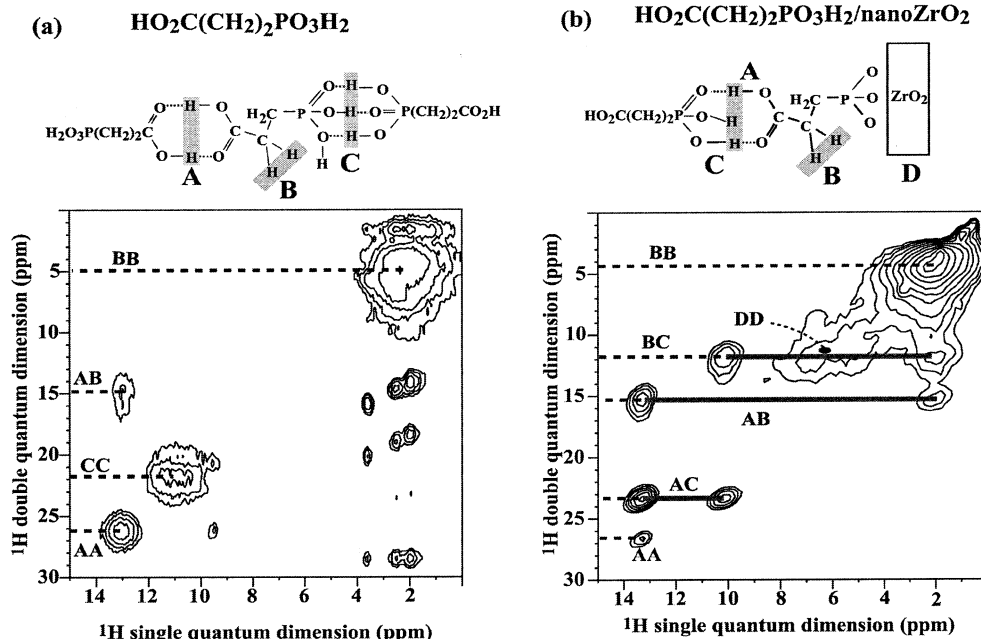 (a) HO2C(CH2)2PO3H2
H2O3P(CH2)2C
O
H
O
O
H
O
C
C
H2C
P
O
O
O
H
H
H
H
H
H
O
O
O
P(CH2)2CO2H
A
B
C
BB
AB
CC
AA
5
10
15
20
25
30
14 12 10 8 6 4 2
¹H double quantum dimension (ppm)
¹H single quantum dimension (ppm)
(b) HO2C(CH2)2PO3H2/nanoZrO2
A
HO2CC(CH2)2P
O
O
O
H
H
H
O
O
C
C
H2C
P
O
O
O
H
H
ZrO2
C
B
D
BB
DD
BC
AB
AC
AA
5
10
15
20
25
30
14 12 10 8 6 4 2
¹H double quantum dimension (ppm)
¹H single quantum dimension (ppm)